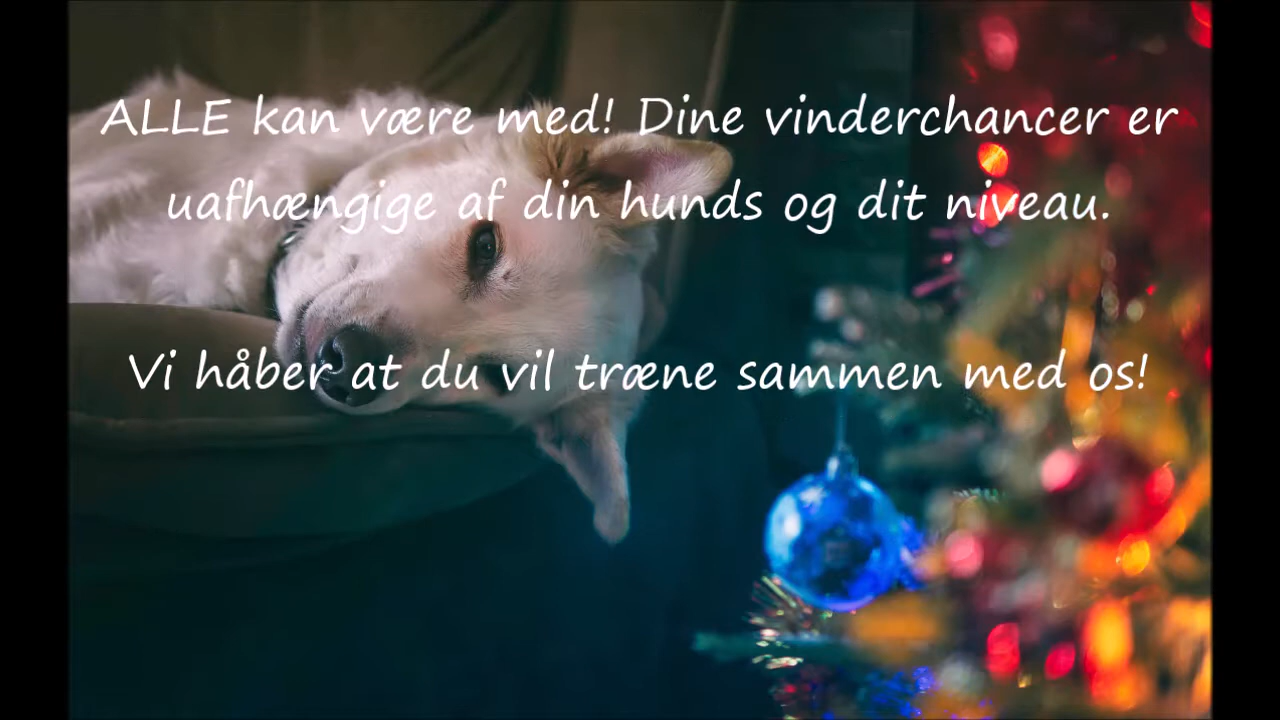 ALLE kan være med! Dine vinderchancer er
uafhængige af din hunds og dit niveau.
Vi håber at du vil træne sammen med os!